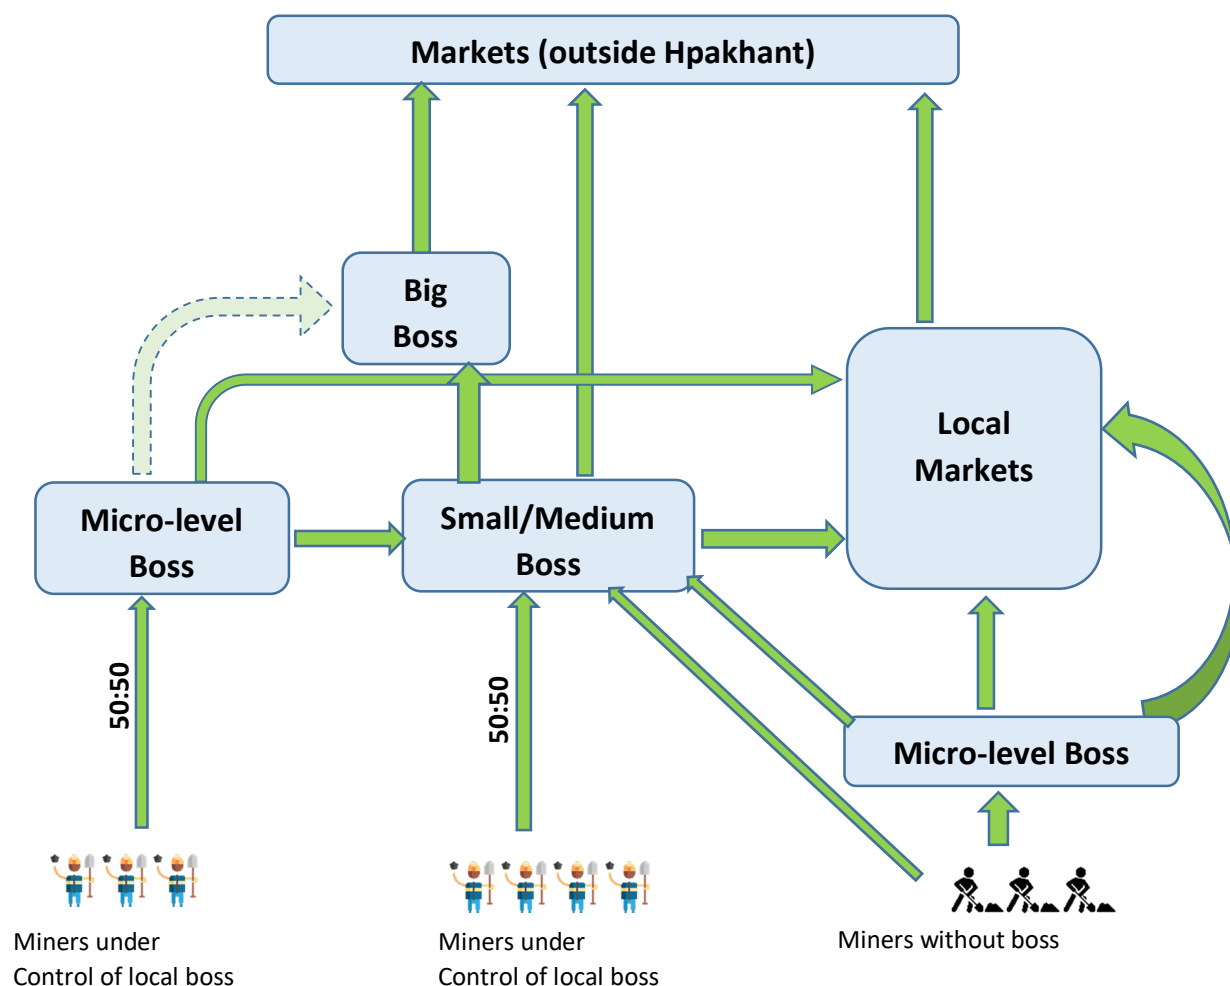 Markets (outside Hpakhant)
Big
Boss
Local
Markets
Micro-level
Boss
Small/Medium
Boss
50:50
50:50
Micro-level Boss
Miners under
Control of local boss
Miners under
Control of local boss
Miners without boss